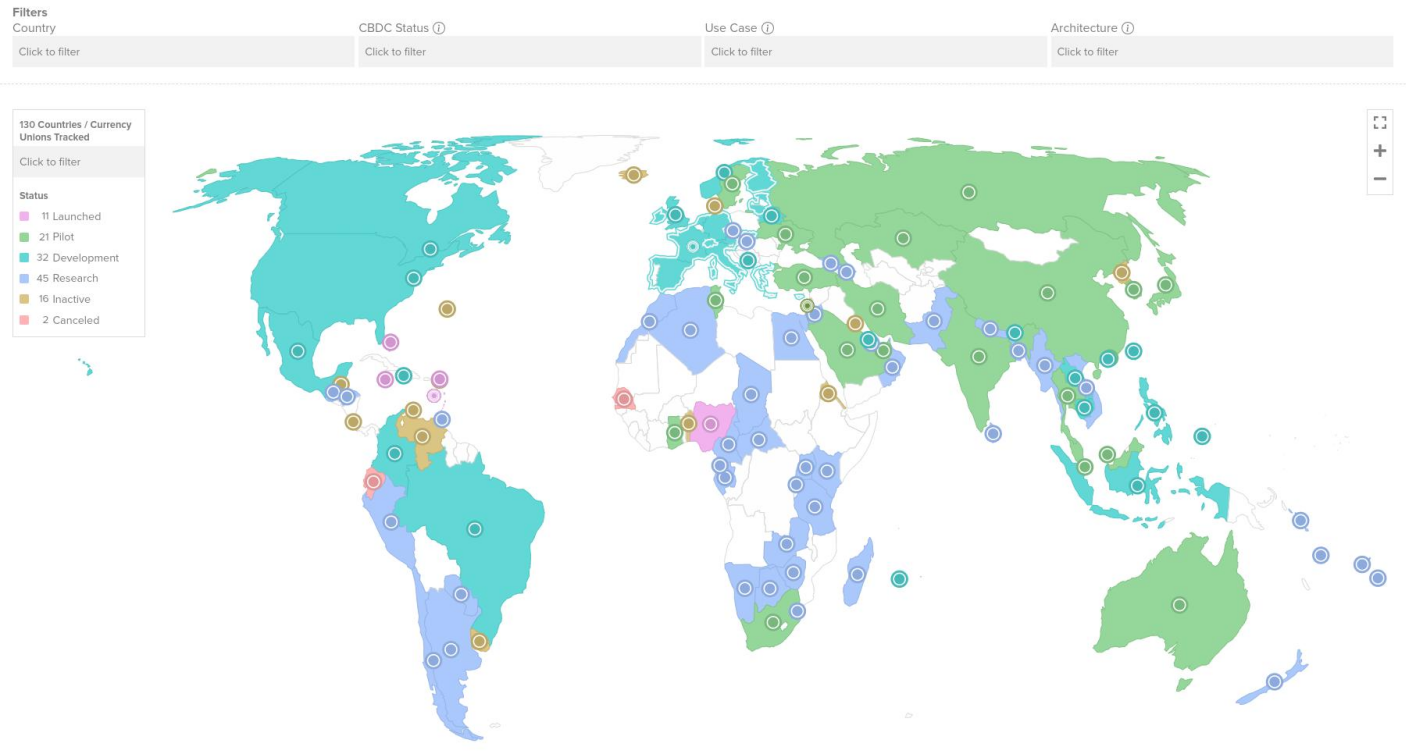 Filters
Country
CBDC Status
Use Case
Architecture
Click to filter
Click to filter
Click to filter
Click to filter
130 Countries / Currency
Unions Tracked
Click to filter
Status
11 Launched
21 Pilot
32 Development
45 Research
16 Inactive
2 Canceled